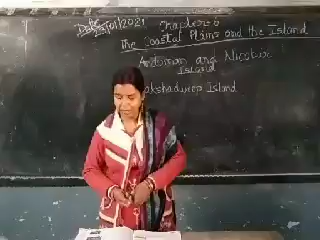 Chapter-6
The Coastal Plains and the Island
Andaman and Nicobar
Island
Lakshadweep Island